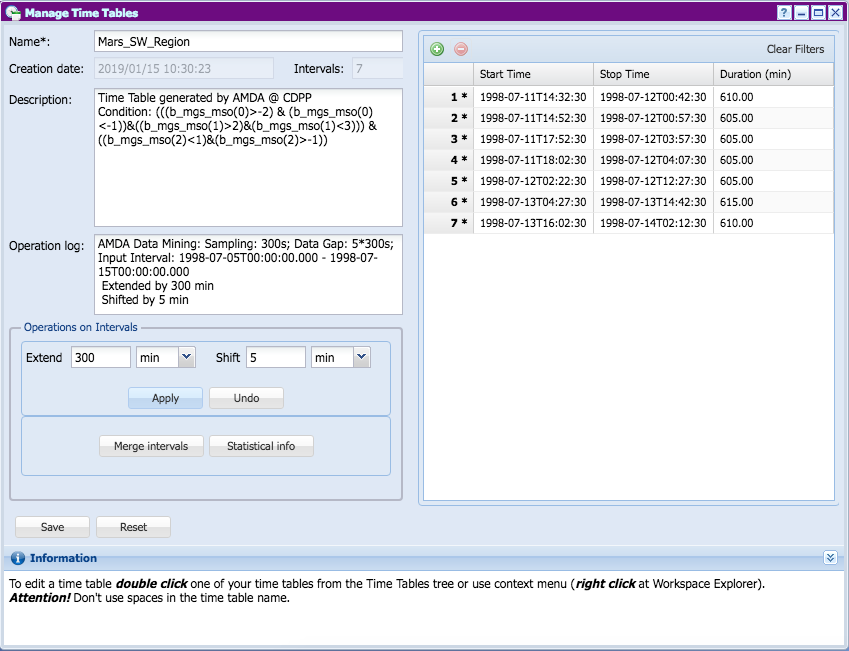 Manage Time Tables
Name*: Mars_SW_Region
Creation date: 2019/01/15 10:30:23 Intervals: 7
Description: Time Table generated by AMDA @ CDPP
Condition: (((b_mgs_mso(0)>-2) & (b_mgs_mso(0)
<-1))&((b_mgs_mso(1)>2)&(b_mgs_mso(1)<3))) &
((b_mgs_mso(2)<1)&(b_mgs_mso(2)>-1))
Operation log: AMDA Data Mining: Sampling: 300s; Data Gap: 5*300s;
Input Interval: 1998-07-05T00:00:00.000 - 1998-07-
15T00:00:00.000
Extended by 300 min
Shifted by 5 min
Operations on Intervals
Extend 300 min Shift 5 min
Apply Undo
Merge intervals Statistical info
Save Reset
Clear Filters
Start Time Stop Time Duration (min)
1 * 1998-07-11T14:32:30 1998-07-12T00:42:30 610.00
2 * 1998-07-11T14:52:30 1998-07-12T00:57:30 605.00
3 * 1998-07-11T17:52:30 1998-07-12T03:57:30 605.00
4 * 1998-07-11T18:02:30 1998-07-12T04:07:30 605.00
5 * 1998-07-12T02:22:30 1998-07-12T12:27:30 605.00
6 * 1998-07-13T04:27:30 1998-07-13T14:42:30 615.00
7 * 1998-07-13T16:02:30 1998-07-14T02:12:30 610.00
Information
To edit a time table double click one of your time tables from the Time Tables tree or use context menu (right click at Workspace Explorer).
Attention! Don't use spaces in the time table name.